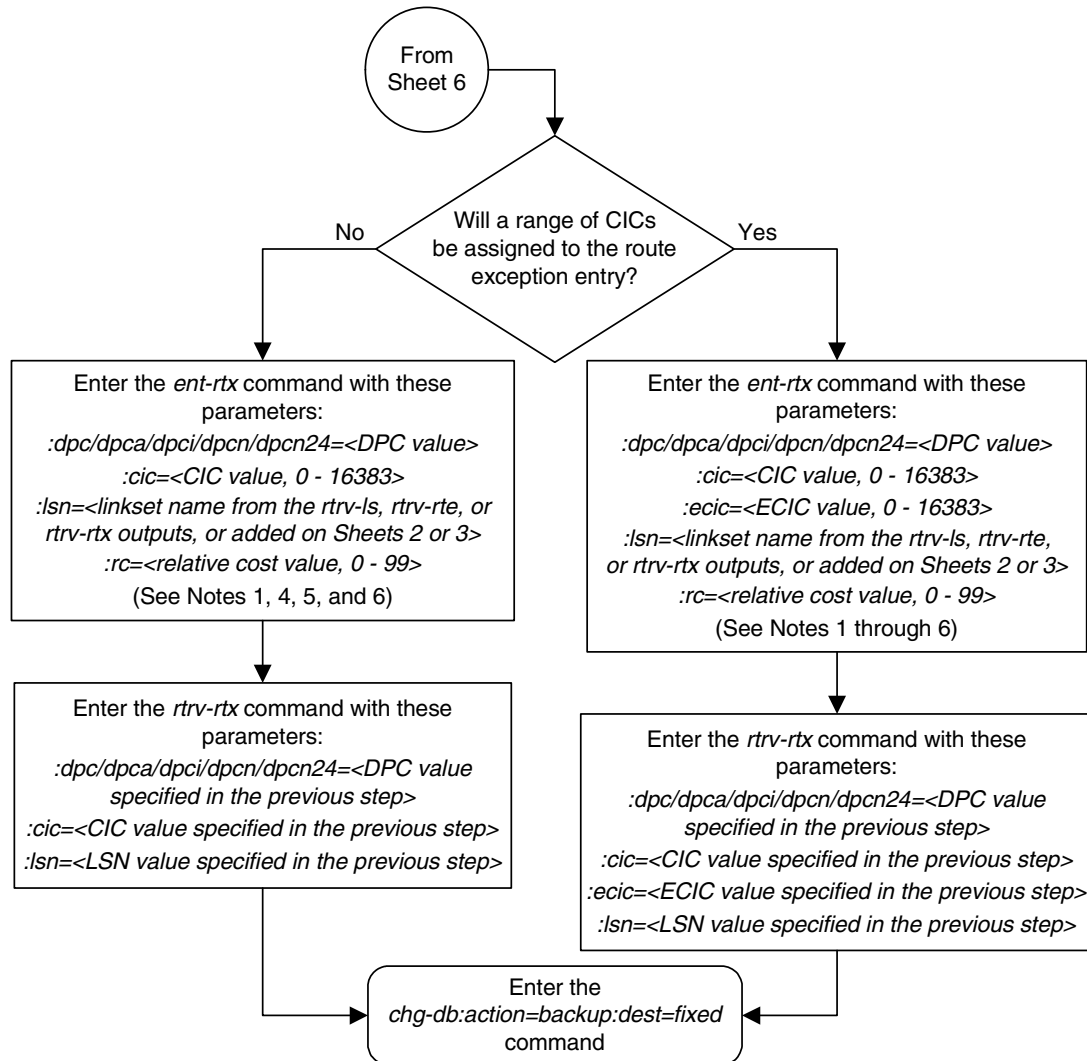 From
Sheet 6
Will a range of CICs
be assigned to the route
exception entry?
No
Yes
Enter the ent-rtx command with these
parameters:
:dpc/dpca/dpci/dpcn/dpcn24=<DPC value>
:cic=<CIC value, 0 - 16383>
:lsn=<linkset name from the rtrv-ls, rtrv-rte, or
rtrv-rtx outputs, or added on Sheets 2 or 3>
:rc=<relative cost value, 0 - 99>
(See Notes 1, 4, 5, and 6)
Enter the ent-rtx command with these
parameters:
:dpc/dpca/dpci/dpcn/dpcn24=<DPC value>
:cic=<CIC value, 0 - 16383>
:ecic=<ECIC value, 0 - 16383>
:lsn=<linkset name from the rtrv-ls, rtrv-rte,
or rtrv-rtx outputs, or added on Sheets 2 or 3>
:rc=<relative cost value, 0 - 99>
(See Notes 1 through 6)
Enter the rtrv-rtx command with these
parameters:
:dpc/dpca/dpci/dpcn/dpcn24=<DPC value
specified in the previous step>
:cic=<CIC value specified in the previous step>
:lsn=<LSN value specified in the previous step>
Enter the rtrv-rtx command with these
parameters:
:dpc/dpca/dpci/dpcn/dpcn24=<DPC value
specified in the previous step>
:cic=<CIC value specified in the previous step>
:ecic=<ECIC value specified in the previous step>
:lsn=<LSN value specified in the previous step>
Enter the
chg-db:action=backup:dest=fixed
command